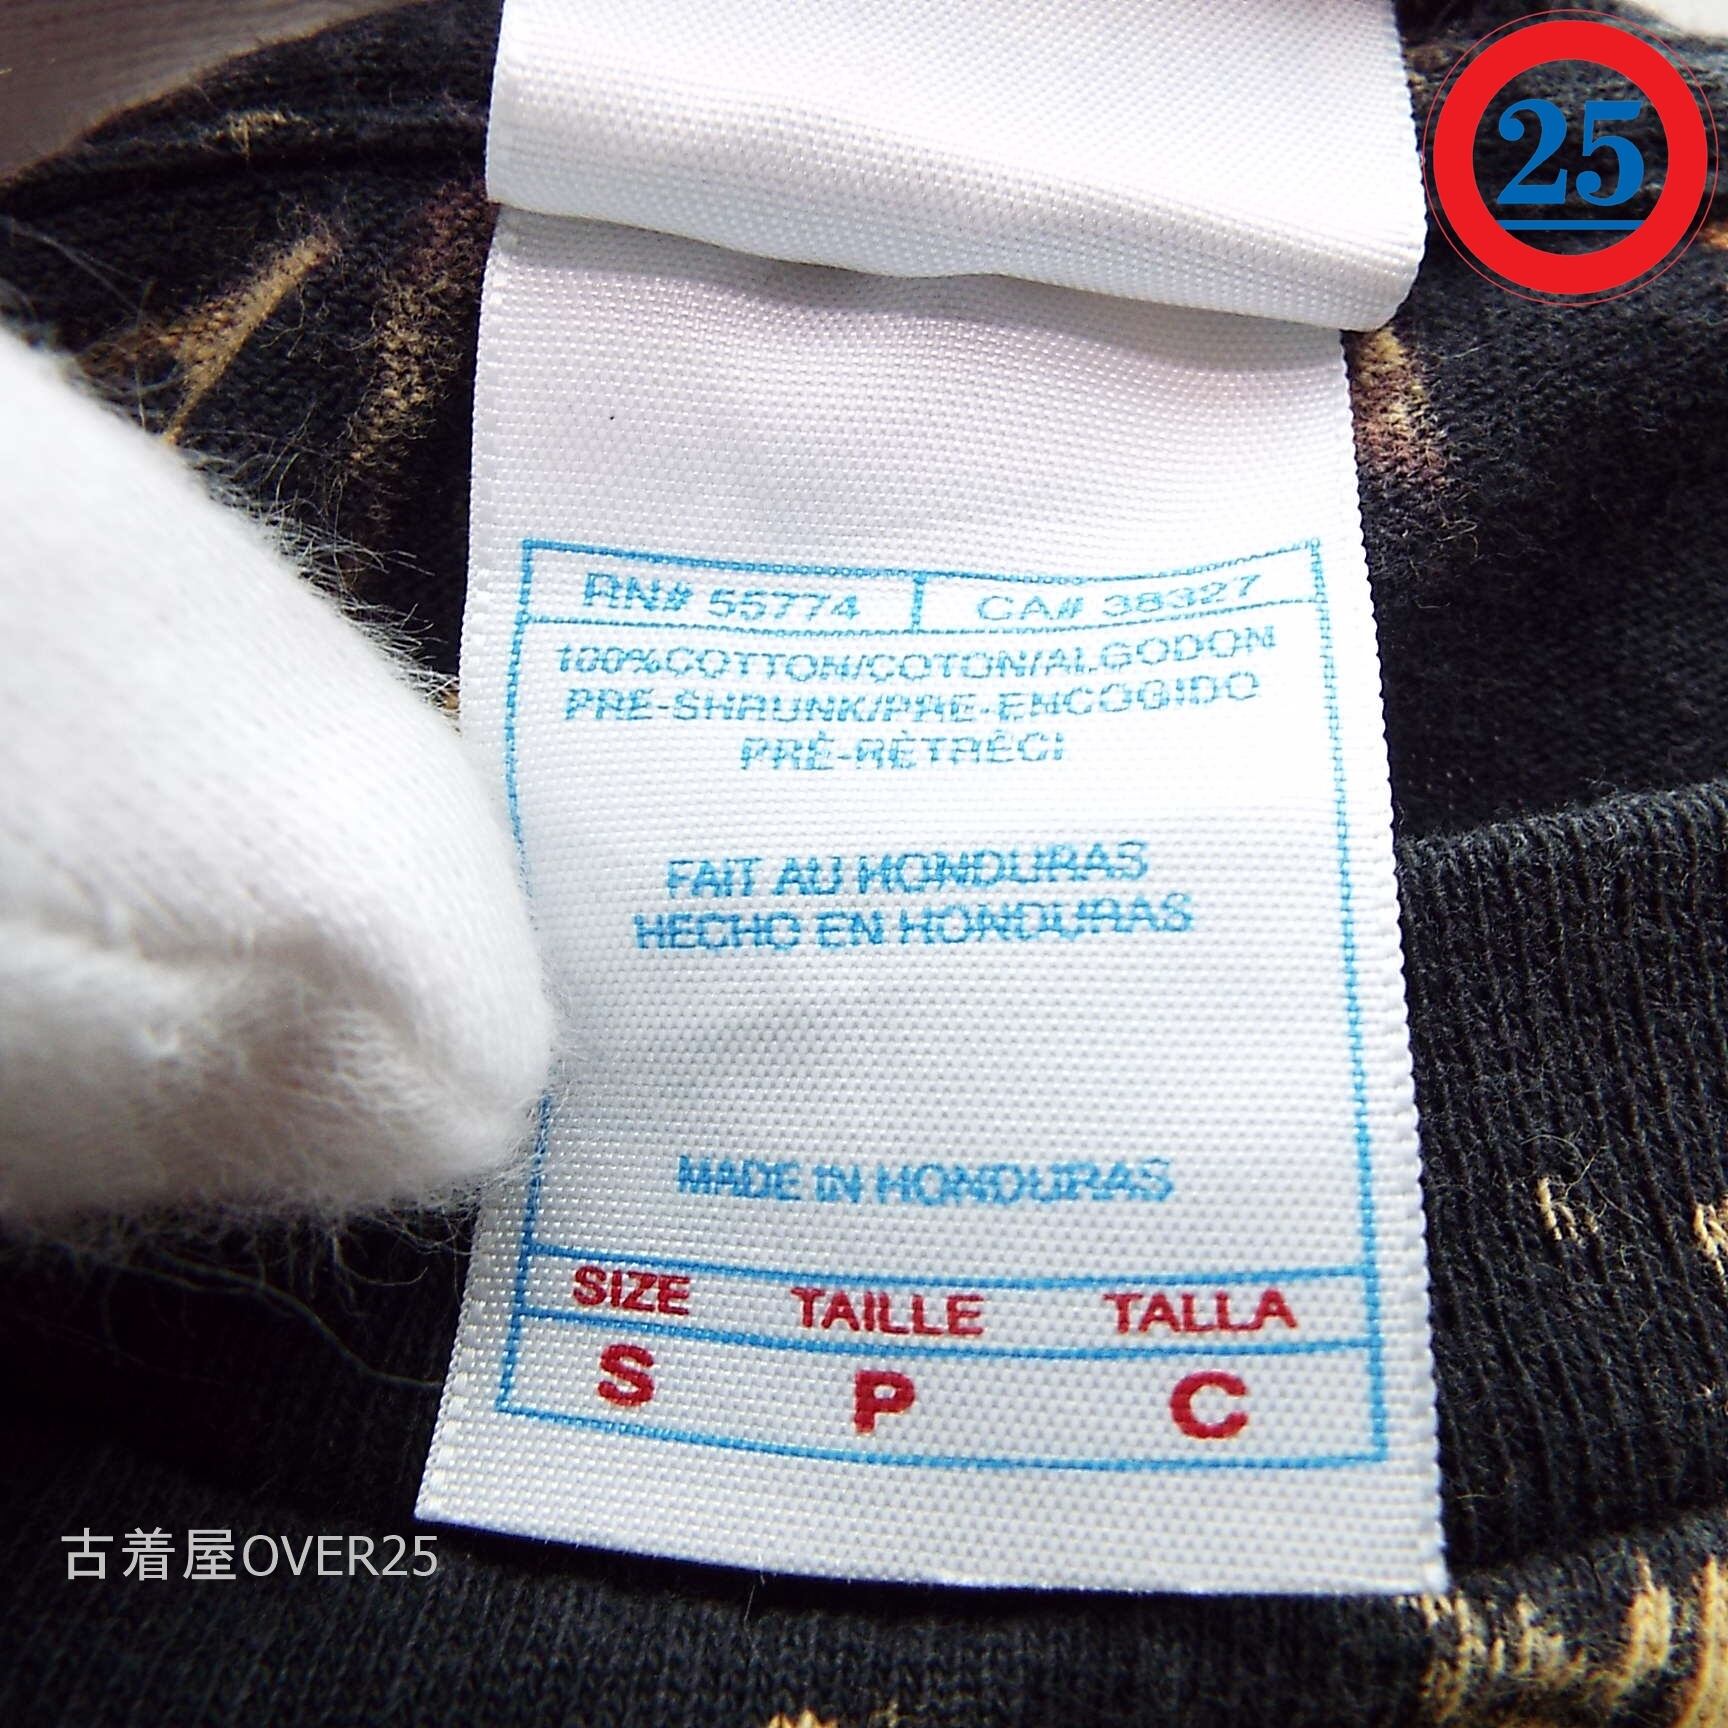 25
RN# 55774 CA# 38327
100%COTTON/COTON/ALGODON
PRE-SHRUNK/PRE-ENCOGIDO
PRÉ-RÉTRÉCI
FAIT AU HONDURAS
HECHO EN HONDURAS
MADE IN HONDURAS
SIZE TAILLE TALLA
S P C
古着屋OVER25